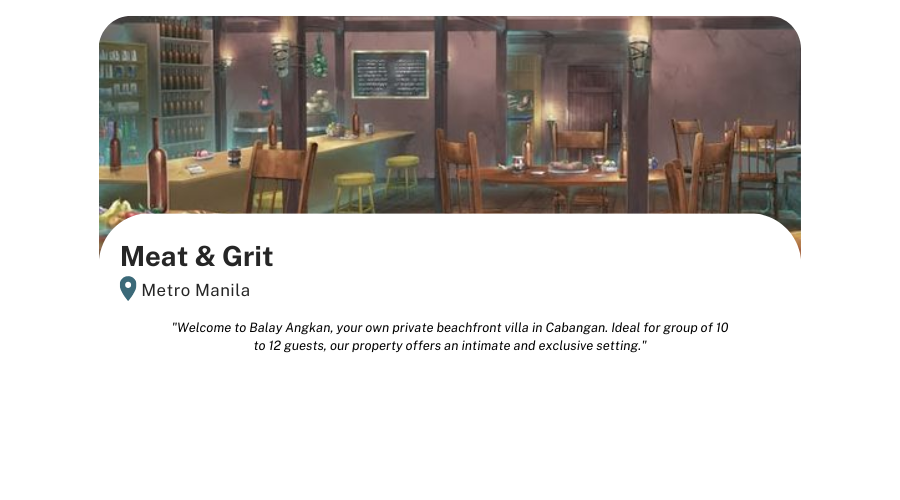 Meat & Grit
Metro Manila
"Welcome to Balay Angkan, your own private beachfront villa in Cabangan. Ideal for group of 10
to 12 guests, our property offers an intimate and exclusive setting."